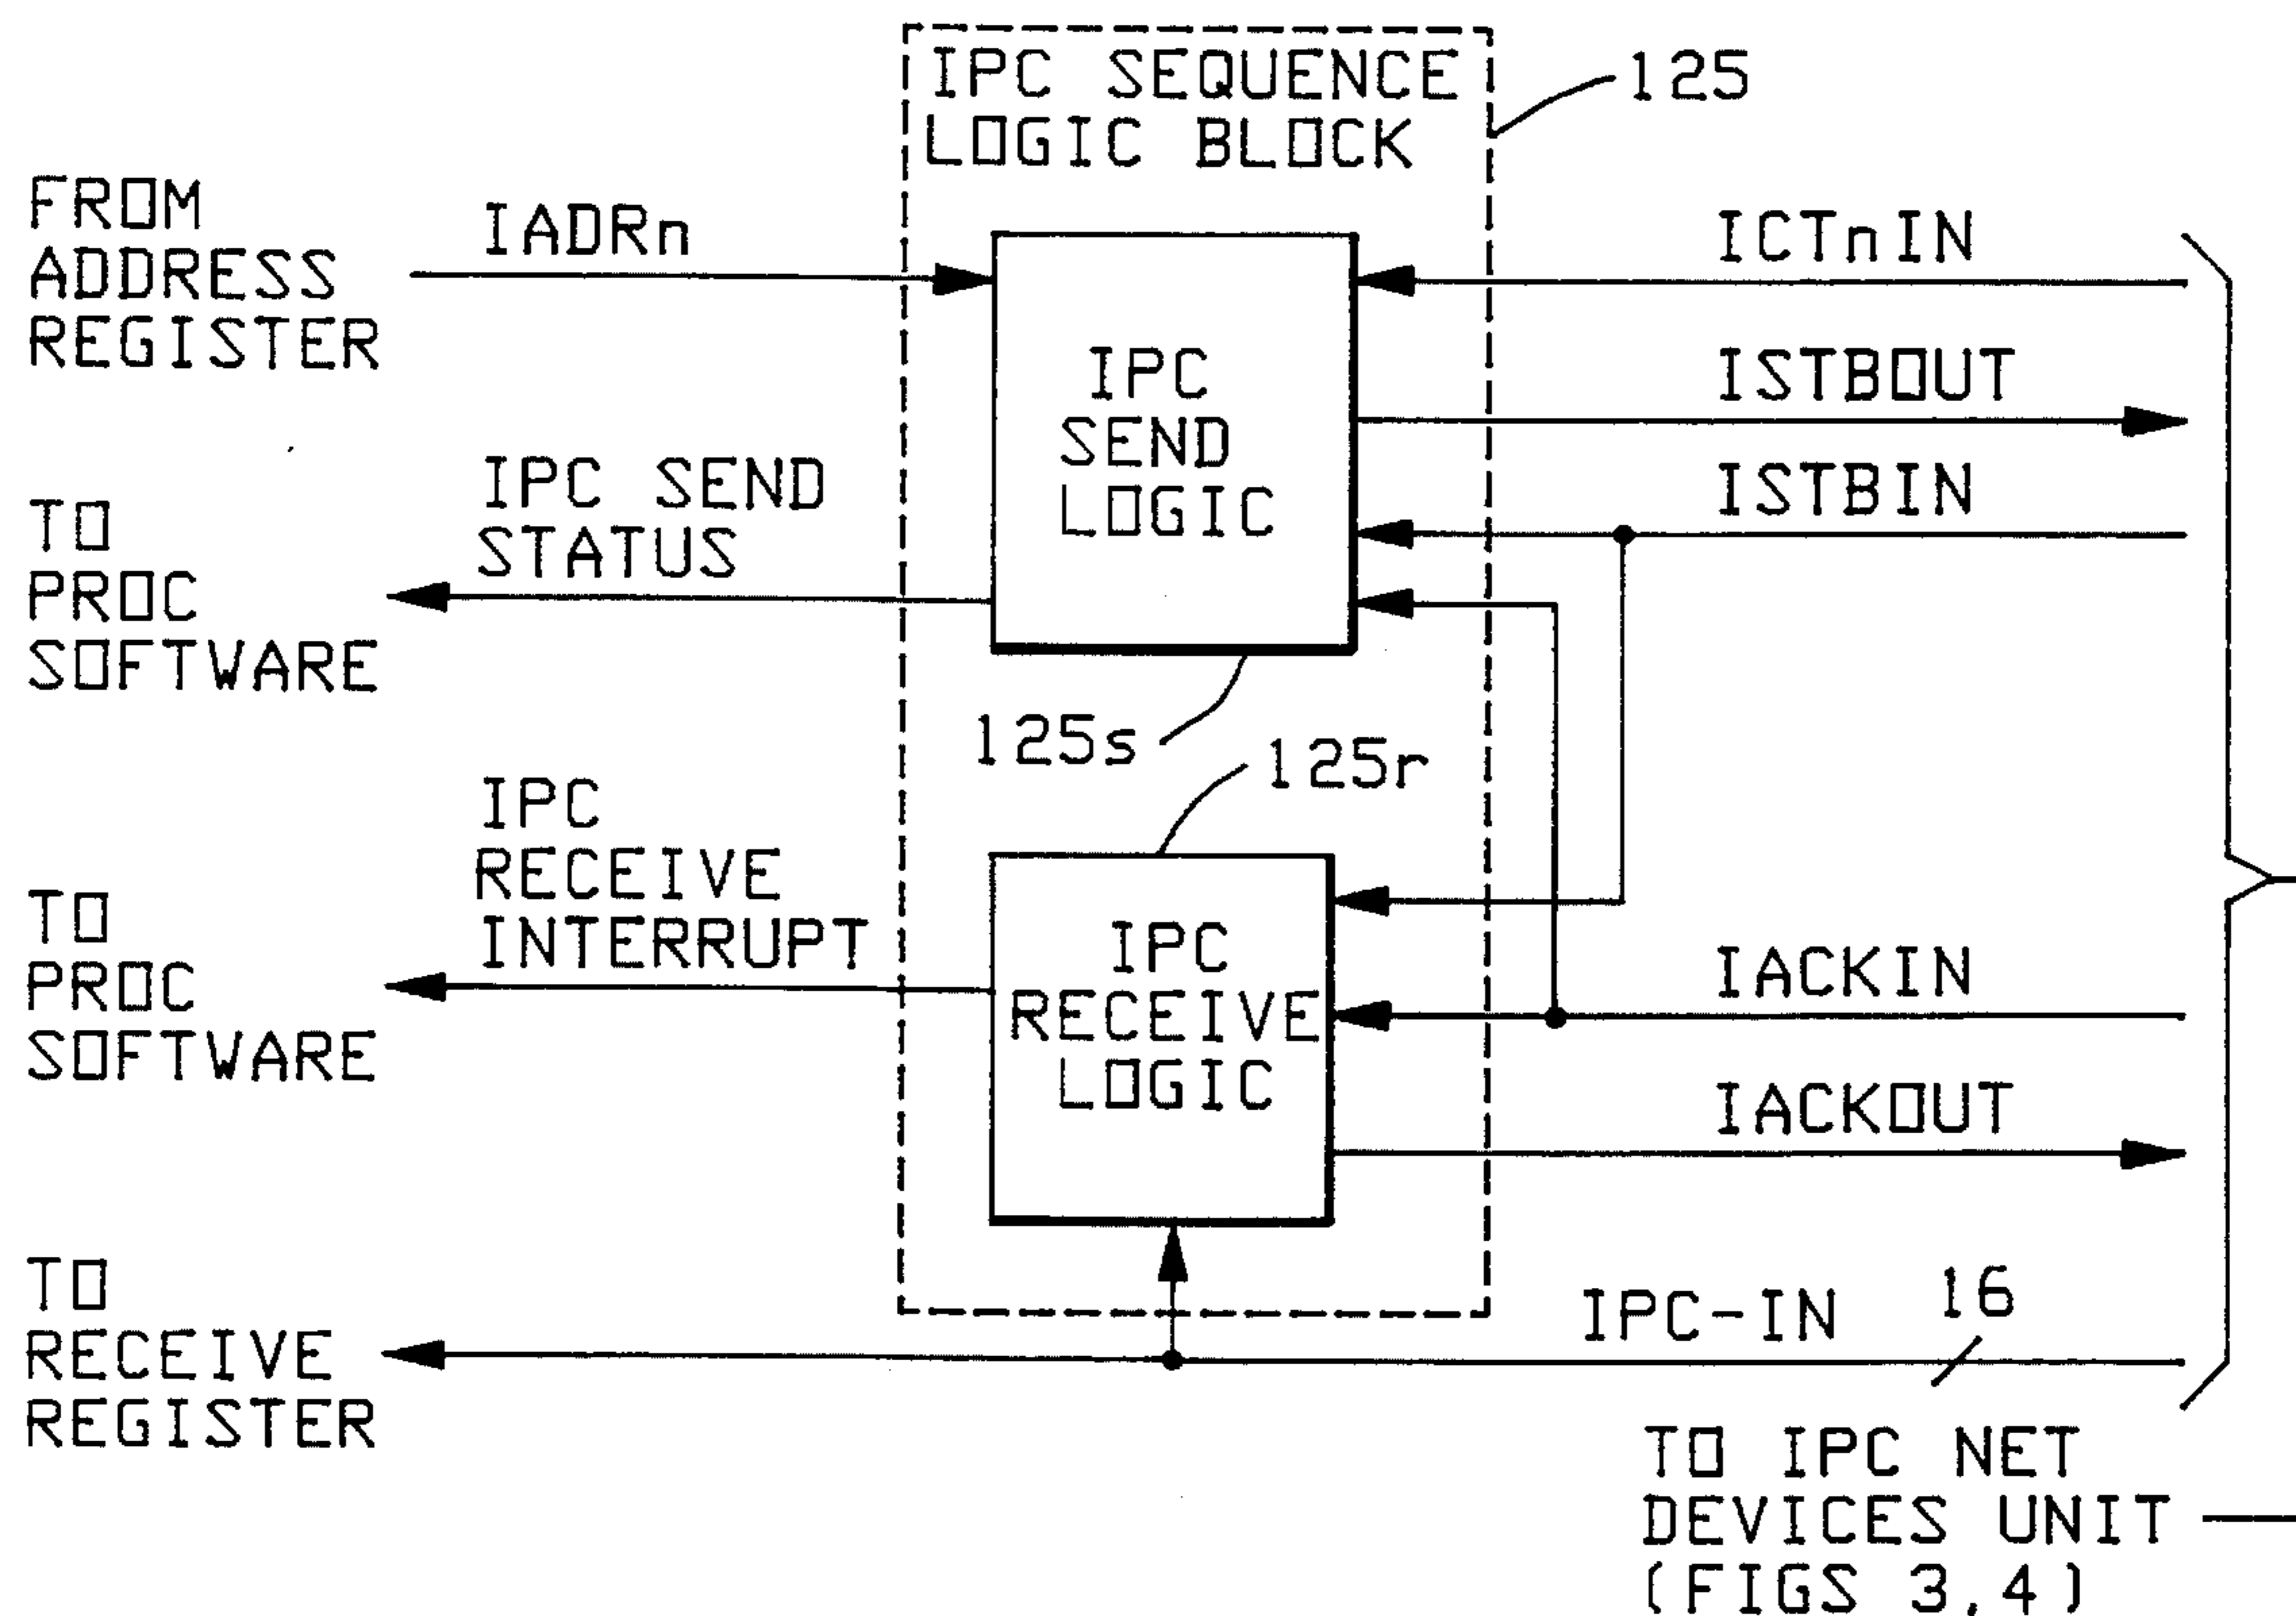 IPC SEQUENCE
LOGIC BLOCK
125
FROM
ADDRESS
REGISTER
IADRn
ICTnIN
IPC
SEND
LOGIC
ISTBOUT
ISTBIN
IPC SEND
STATUS
TO
PROC
SOFTWARE
125s
125r
IPC
RECEIVE
INTERRUPT
TO
PROC
SOFTWARE
IPC
RECEIVE
LOGIC
IACKIN
IACKOUT
TO
RECEIVE
REGISTER
IPC-IN
16
TO IPC NET
DEVICES UNIT
(FIGS 3,4)